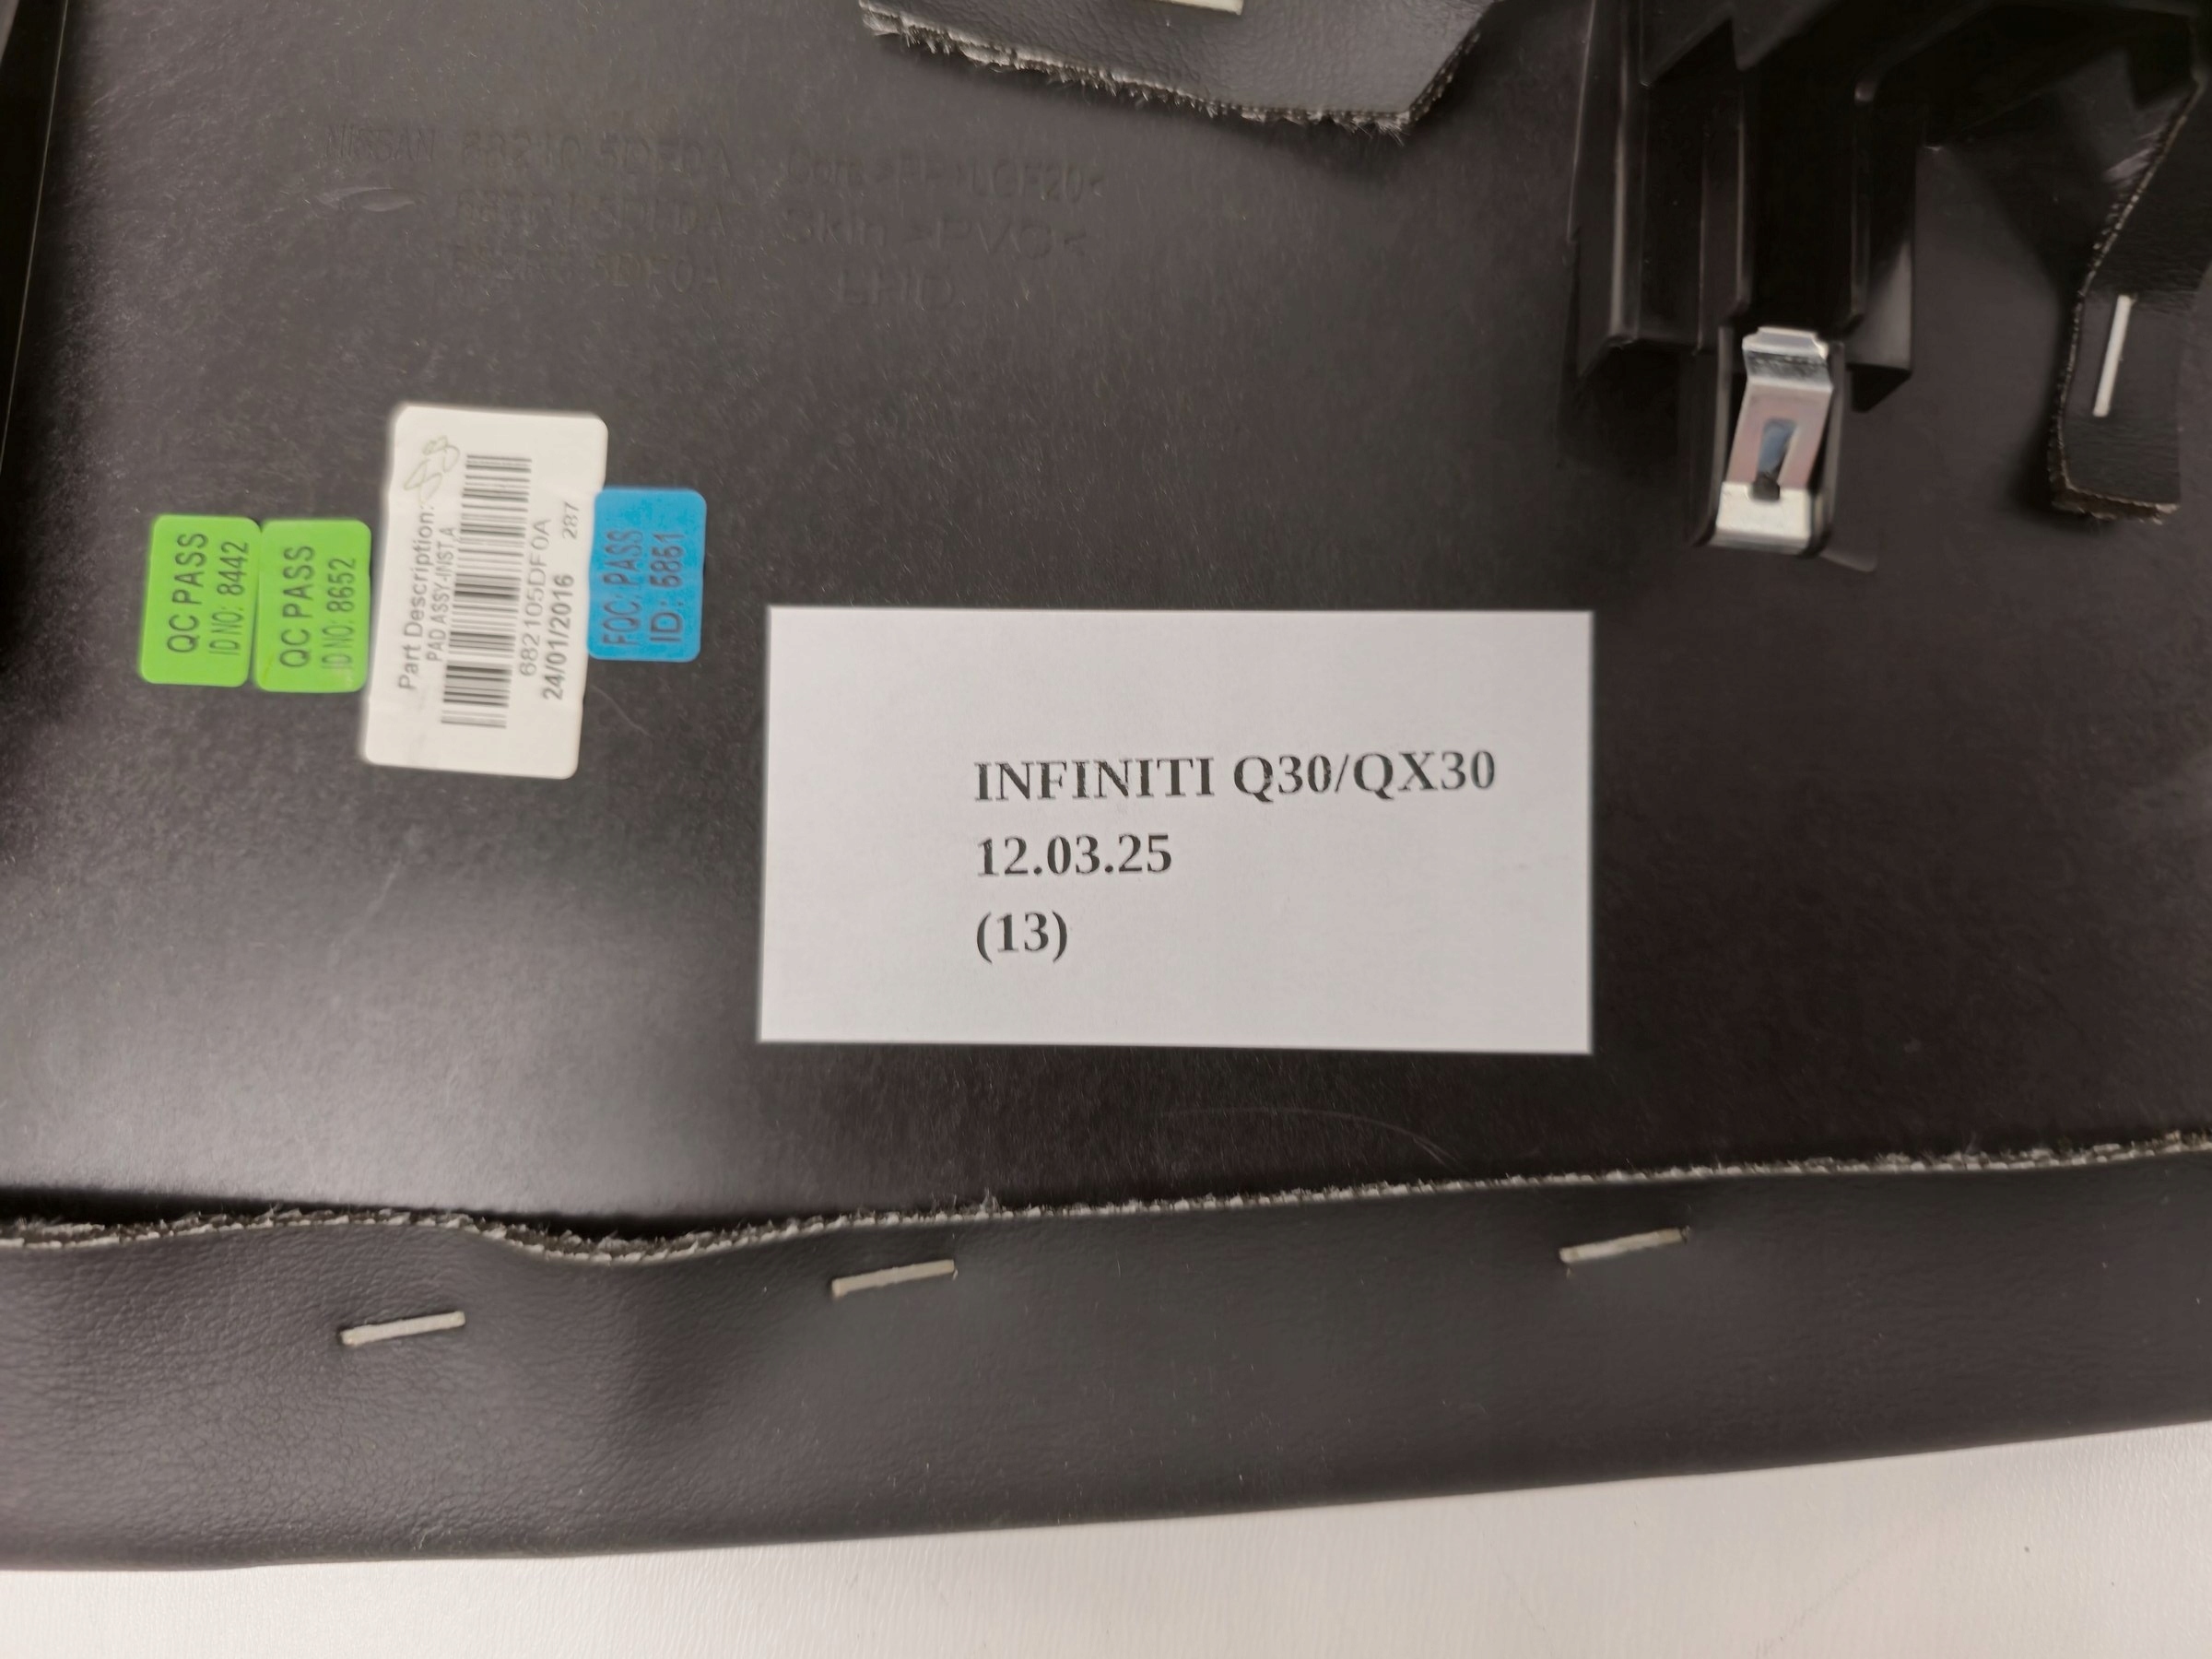 NISSAN 68210 5DF0A
Skin >PVC<
5DF0A
QC PASS
ID NO: 8442
QC PASS
ID NO: 8652
Part Description:
PAD ASSY-INST A
682105DF0A
24/01/2016 287
FQC: PASS
ID: 5851
INFINITI Q30/QX30
12.03.25
(13)